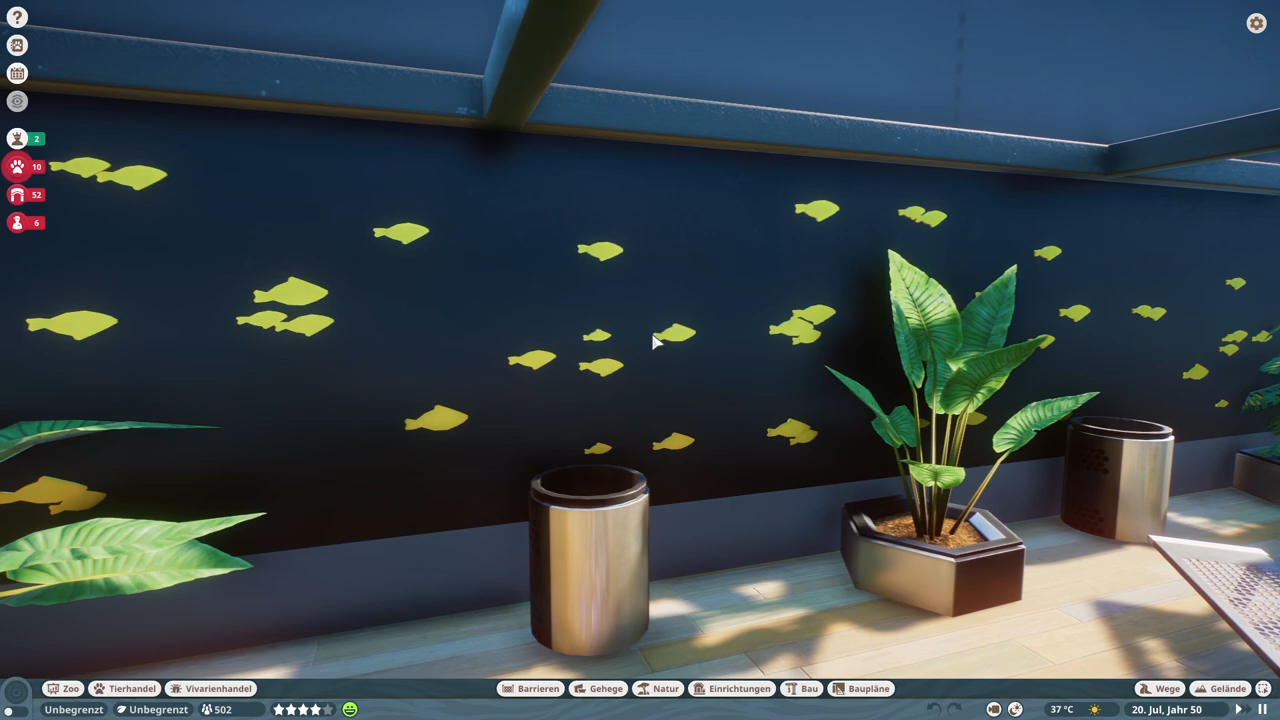 ?
2
10
52
6
Zoo
Tierhandel
Vivarienhandel
Barrieren
Gehege
Natur
Einrichtungen
Bau
Baupläne
Wege
Gelände
Unbegrenzt
Unbegrenzt
502
37 °C
20. Jul, Jahr 50